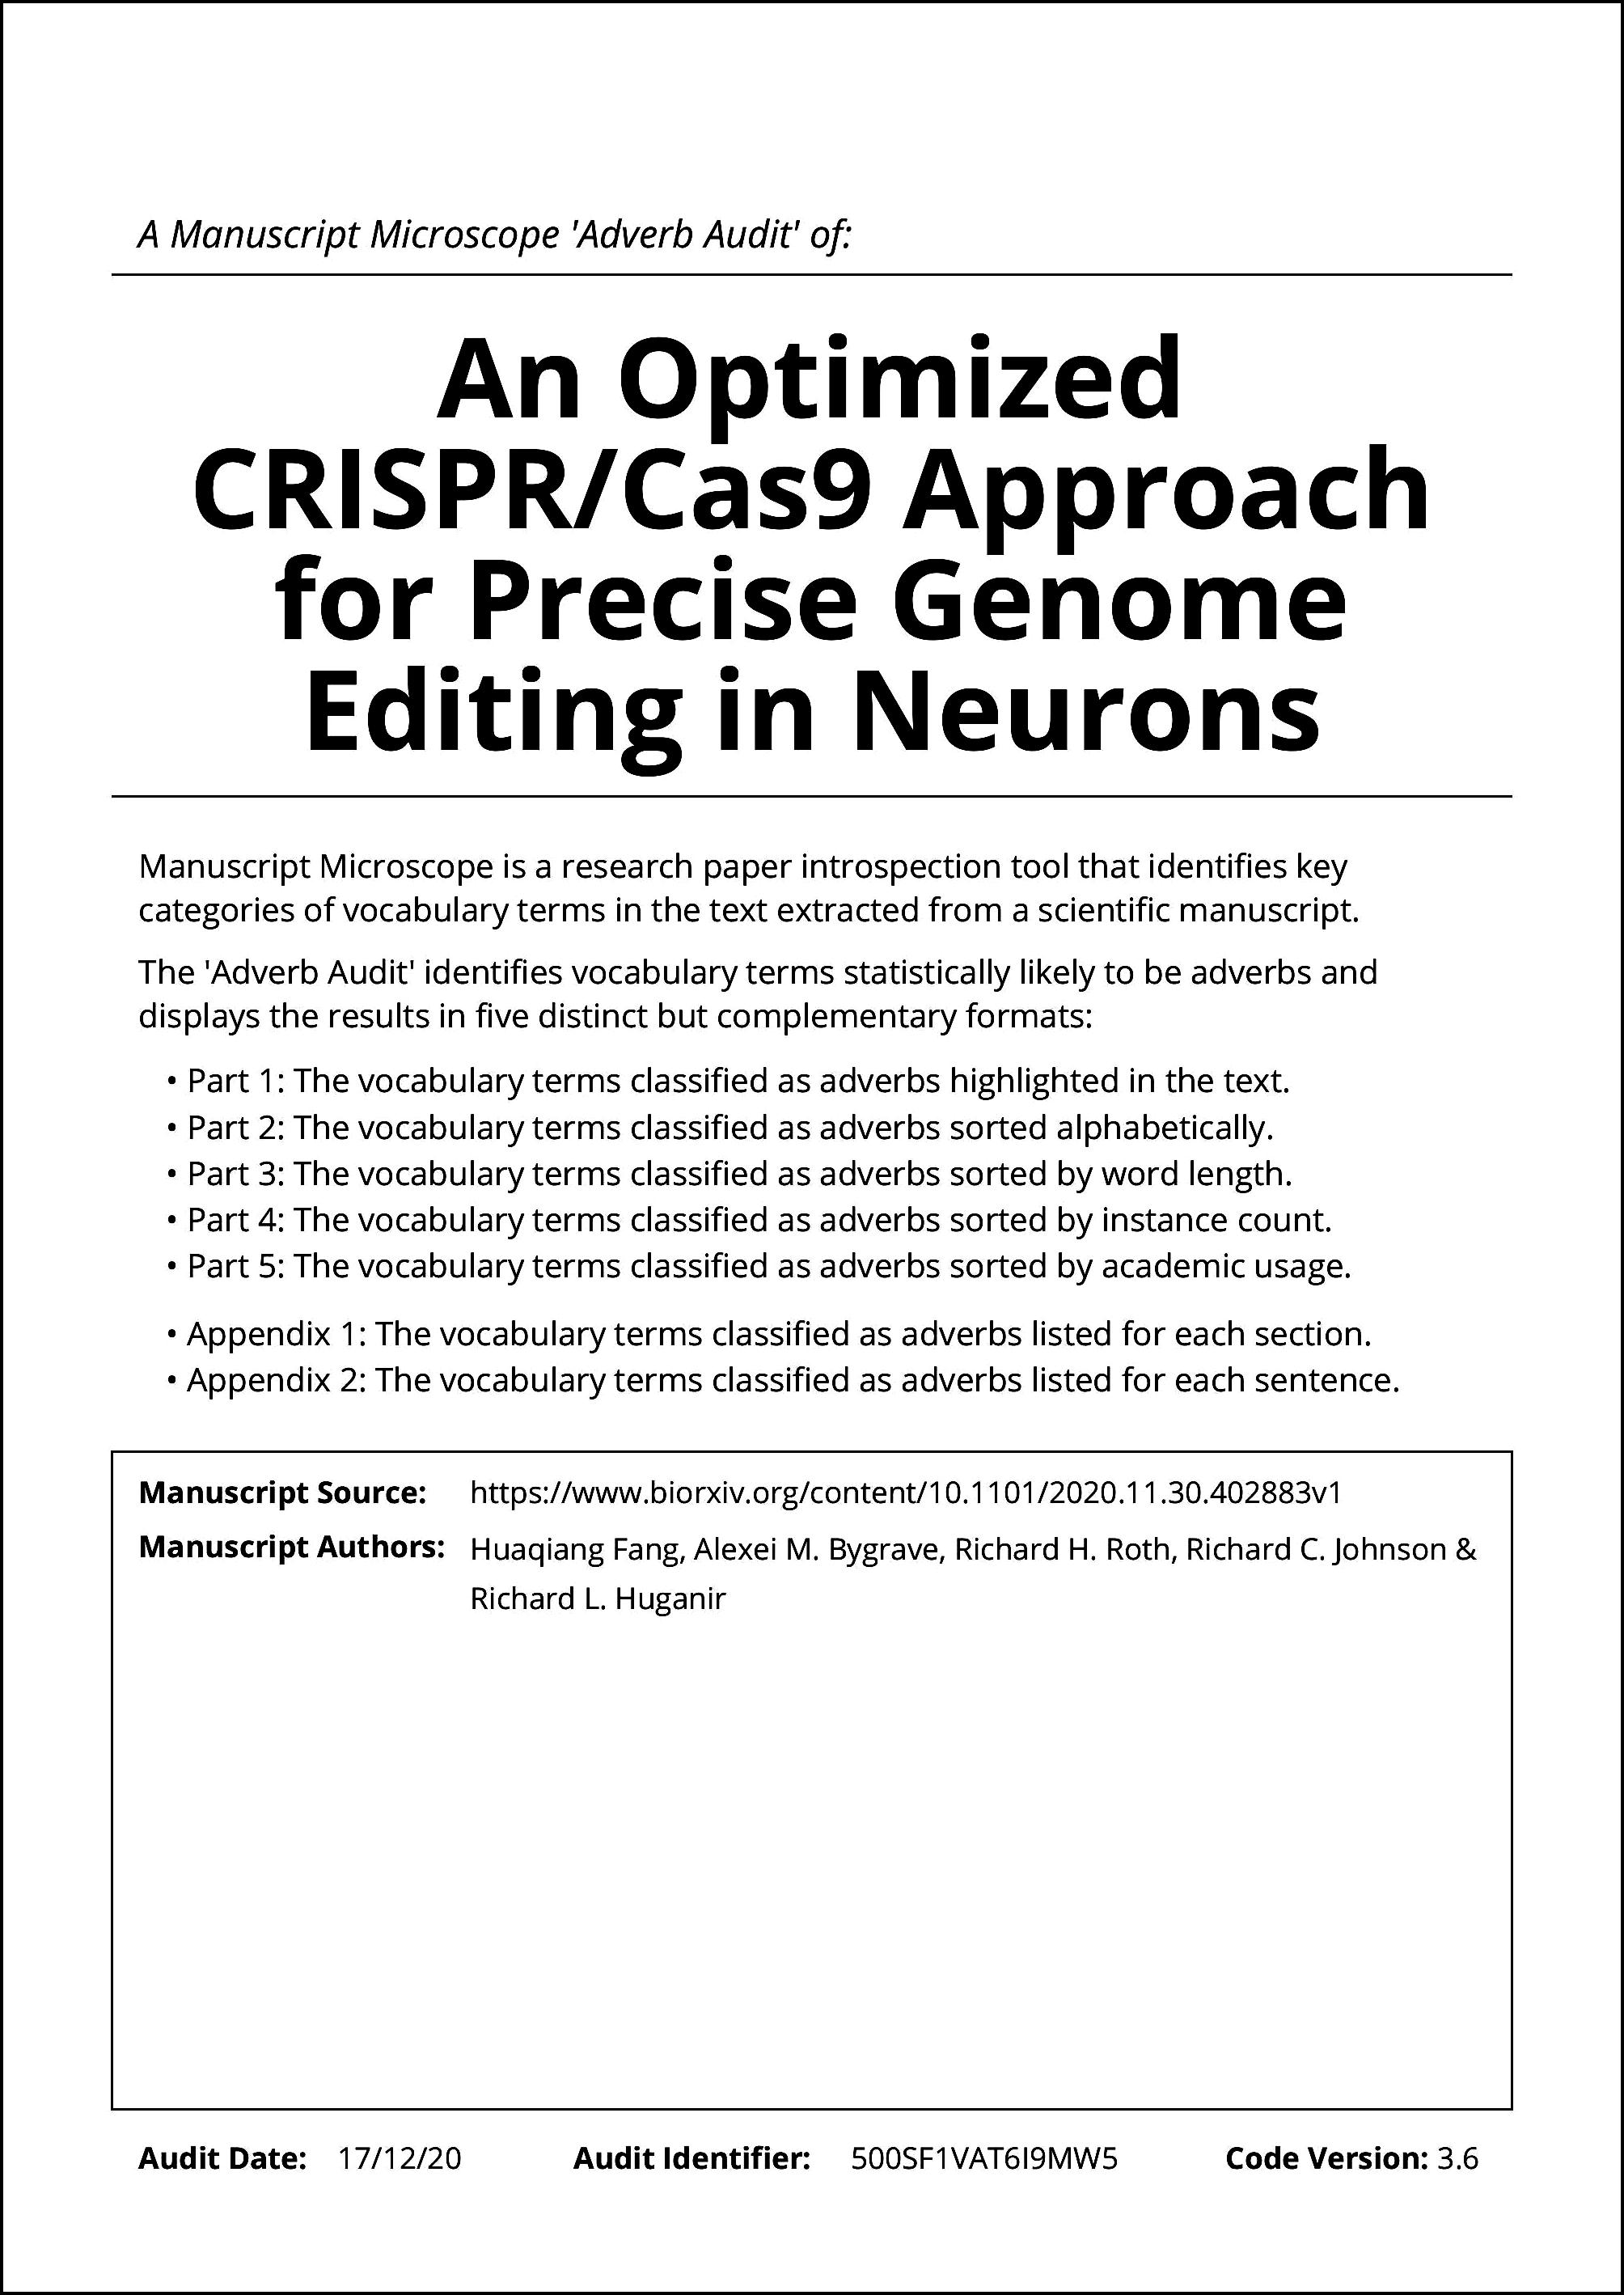 A Manuscript Microscope 'Adverb Audit' of:
An Optimized
CRISPR/Cas9 Approach
for Precise Genome
Editing in Neurons
Manuscript Microscope is a research paper introspection tool that identifies key
categories of vocabulary terms in the text extracted from a scientific manuscript.
The 'Adverb Audit' identifies vocabulary terms statistically likely to be adverbs and
displays the results in five distinct but complementary formats:
• Part 1: The vocabulary terms classified as adverbs highlighted in the text.
• Part 2: The vocabulary terms classified as adverbs sorted alphabetically.
• Part 3: The vocabulary terms classified as adverbs sorted by word length.
• Part 4: The vocabulary terms classified as adverbs sorted by instance count.
• Part 5: The vocabulary terms classified as adverbs sorted by academic usage.
• Appendix 1: The vocabulary terms classified as adverbs listed for each section.
• Appendix 2: The vocabulary terms classified as adverbs listed for each sentence.
Manuscript Source: https://www.biorxiv.org/content/10.1101/2020.11.30.402883v1
Manuscript Authors: Huaqiang Fang, Alexei M. Bygrave, Richard H. Roth, Richard C. Johnson &
Richard L. Huganir
Audit Date: 17/12/20 Audit Identifier: 500SF1VAT6I9MW5 Code Version: 3.6